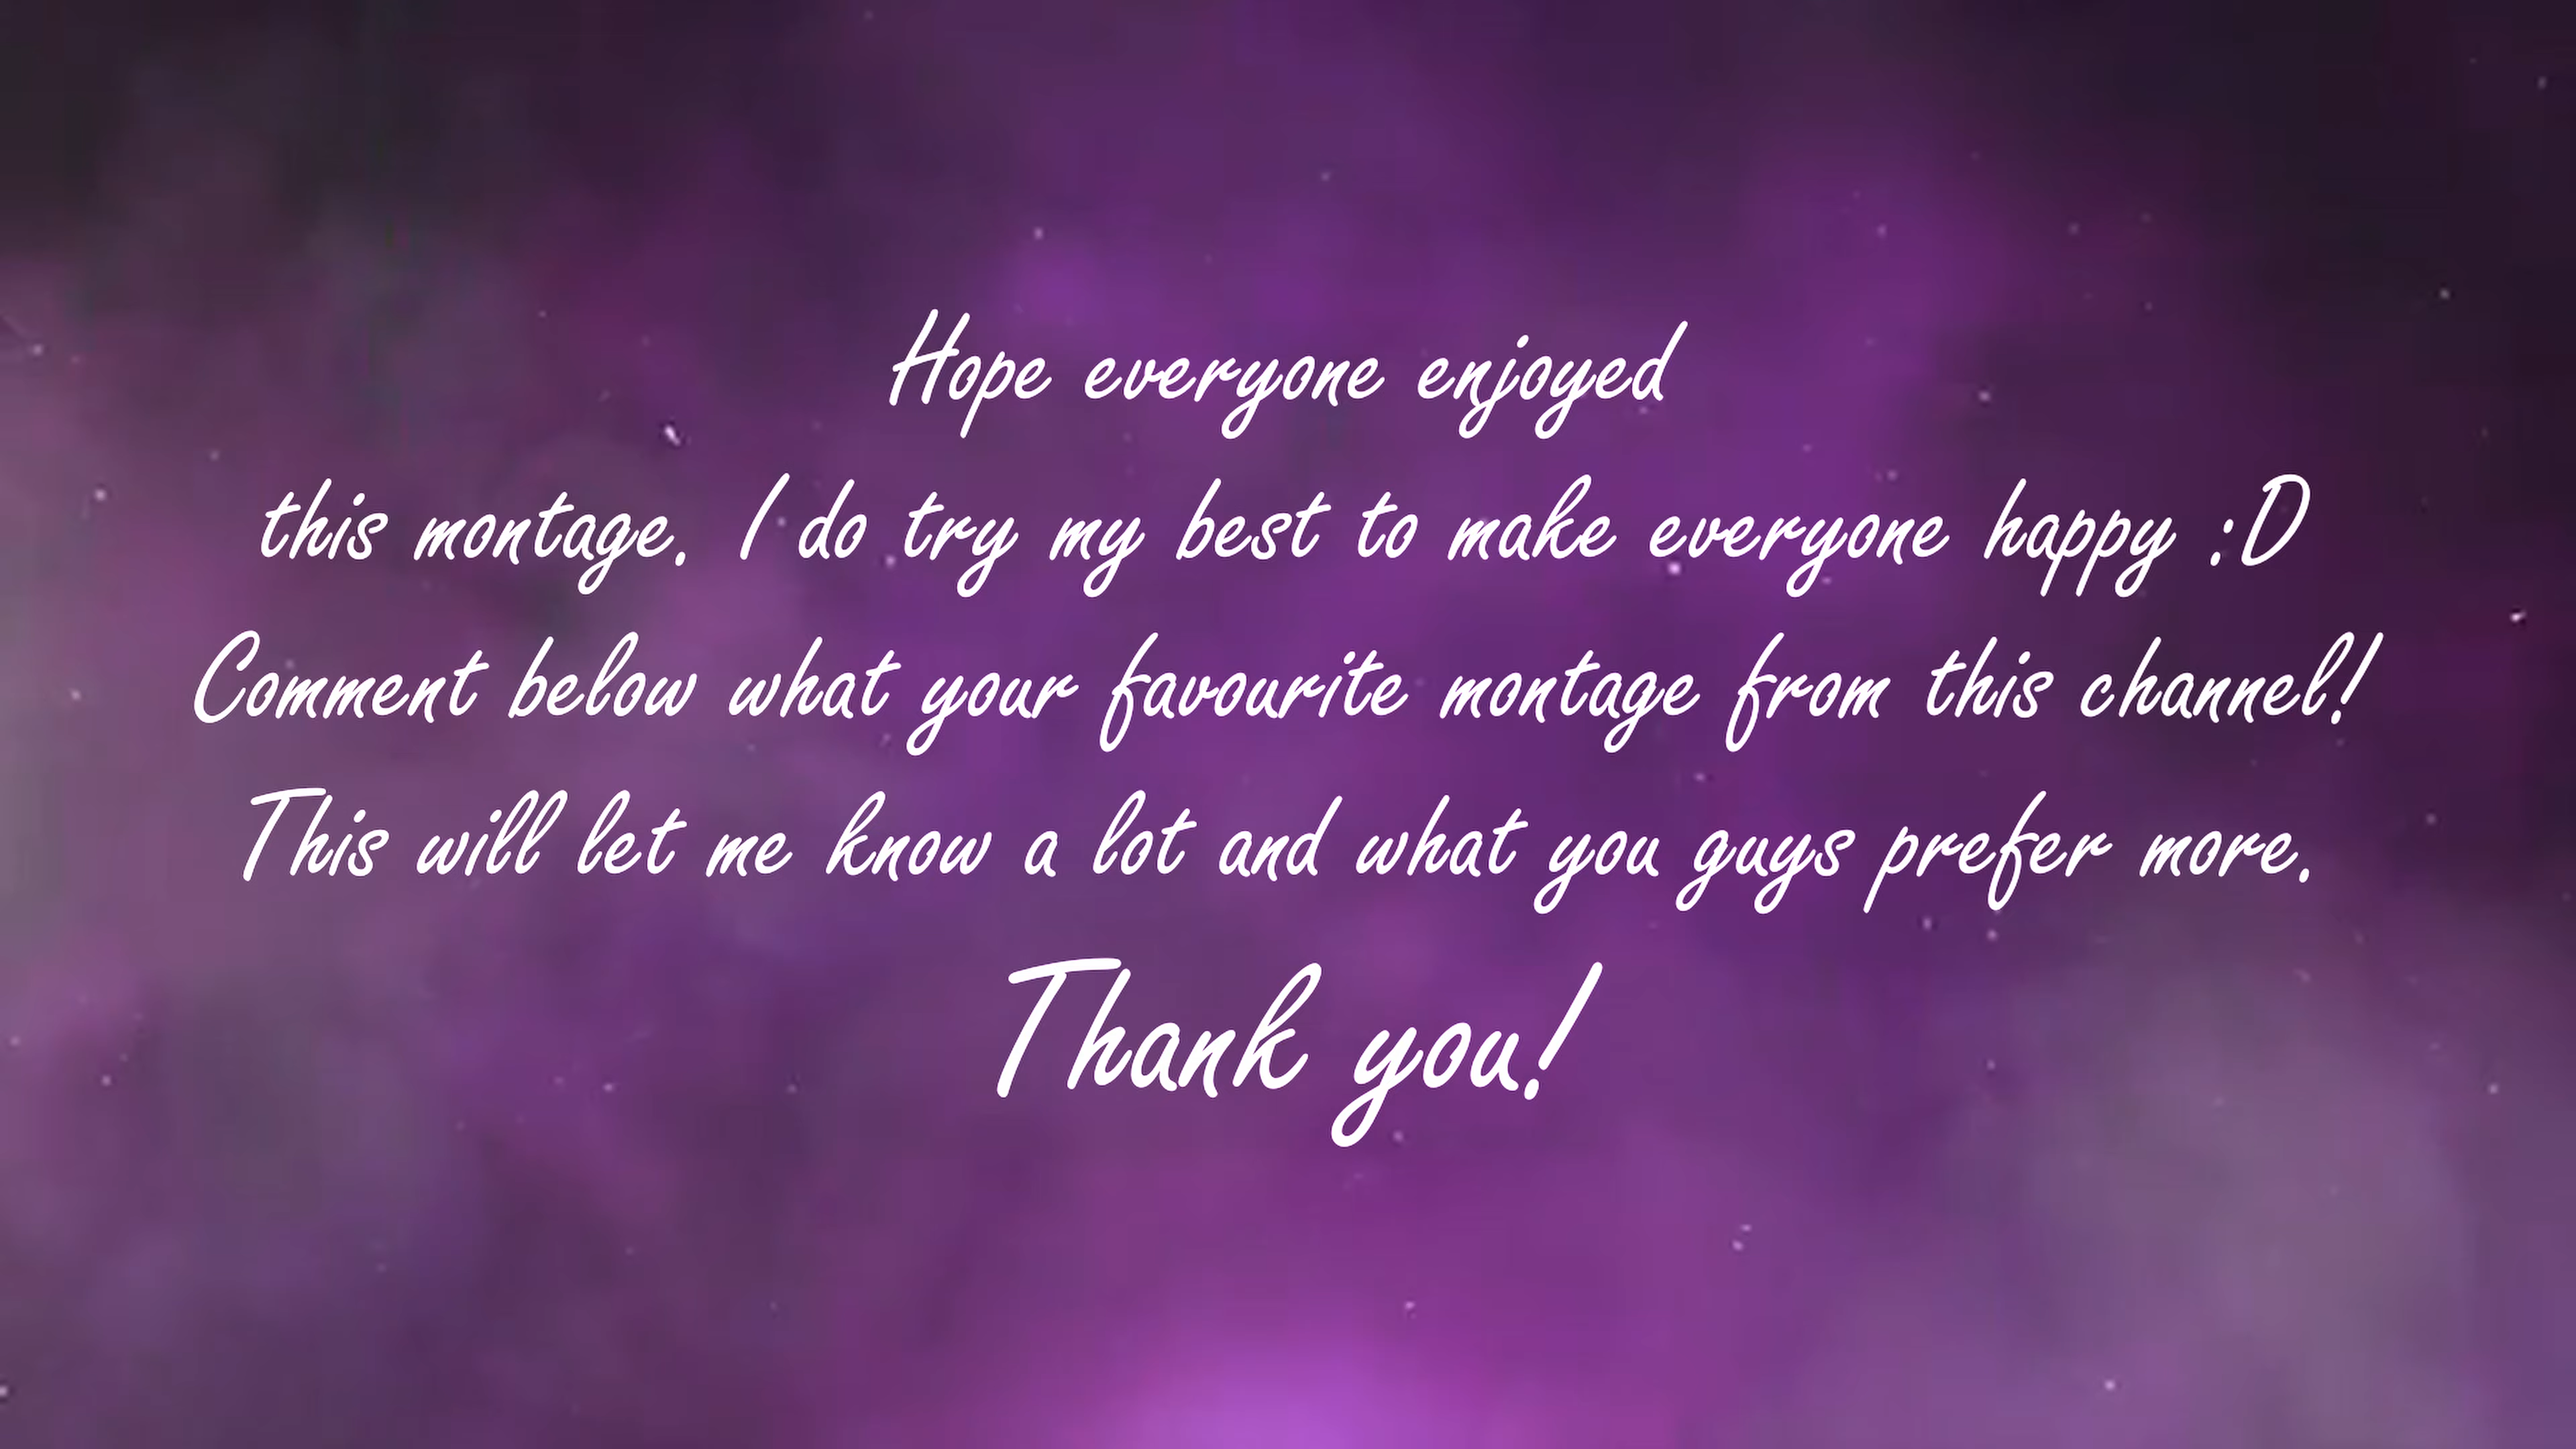 Hope everyone enjoyed
this montage. I do try my best to make everyone happy :D
Comment below what your favourite montage from this channel!
This will let me know a lot and what you guys prefer more.
Thank you!